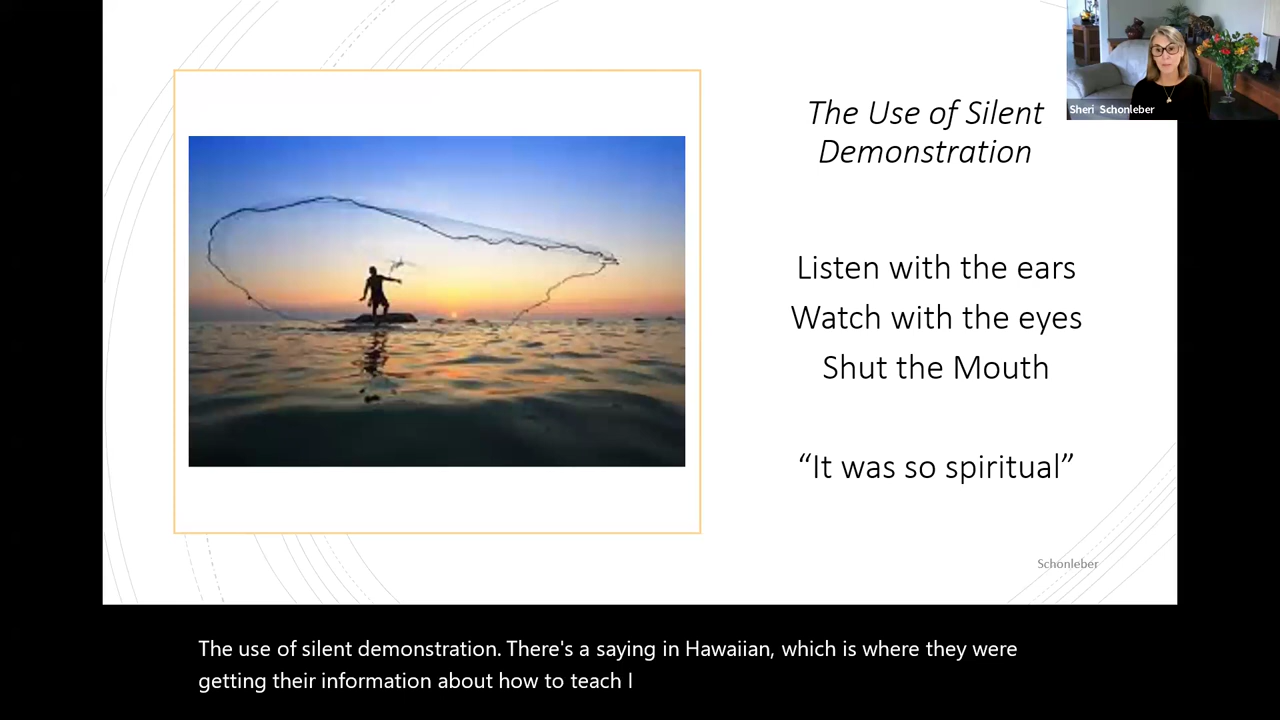 Sheri Schonleber
The Use of Silent
Demonstration
Listen with the ears
Watch with the eyes
Shut the Mouth
“It was so spiritual”
Schonleber
The use of silent demonstration. There's a saying in Hawaiian, which is where they were
getting their information about how to teach I